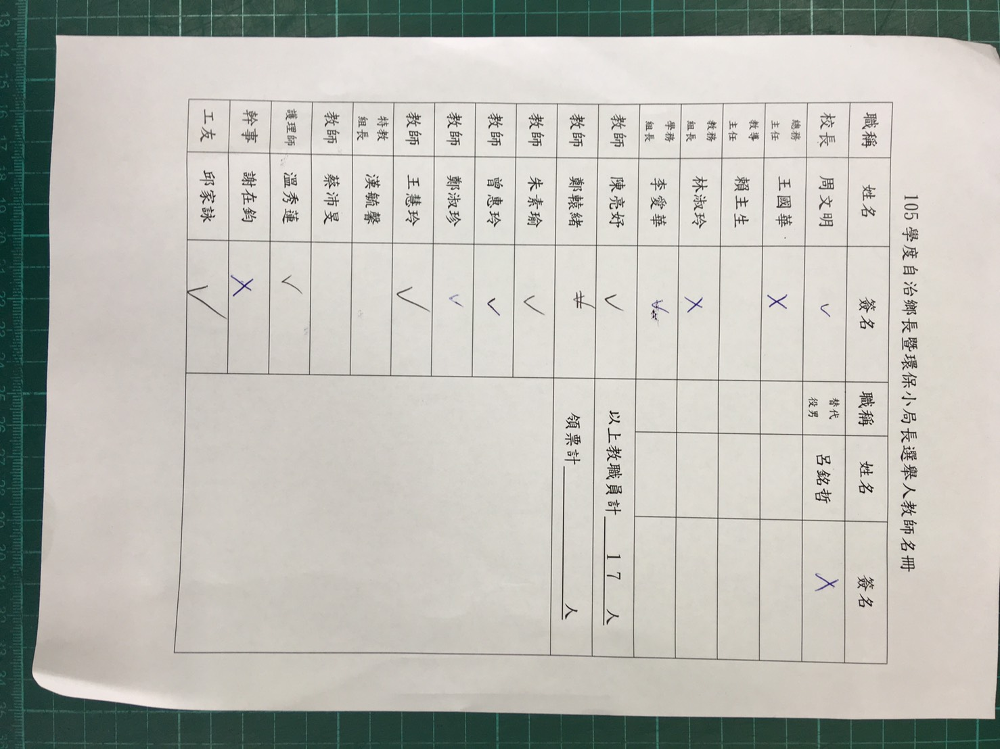 105 學度自治鄉長暨環保小局長選舉人教師名冊
職稱 姓名 簽名 職稱 姓名 簽名
校長 周文明 ✓ 替代役男 呂銘哲 X
總務主任 王國華 X
教導主任 賴主生
教務組長 林淑玲 X
學務組長 李愛華
教師 陳亮妤 ✓ 以上教職員計 17 人
教師 鄭轅緒 領票計 人
教師 朱素瑜 ✓
教師 曾惠玲 ✓
教師 鄭淑珍 ✓
教師 王慧玲 ✓
特教組長 漢毓馨
教師 蔡沛旻
護理師 溫秀蓮 ✓
幹事 謝在鈞 X
工友 邱家詠 ✓